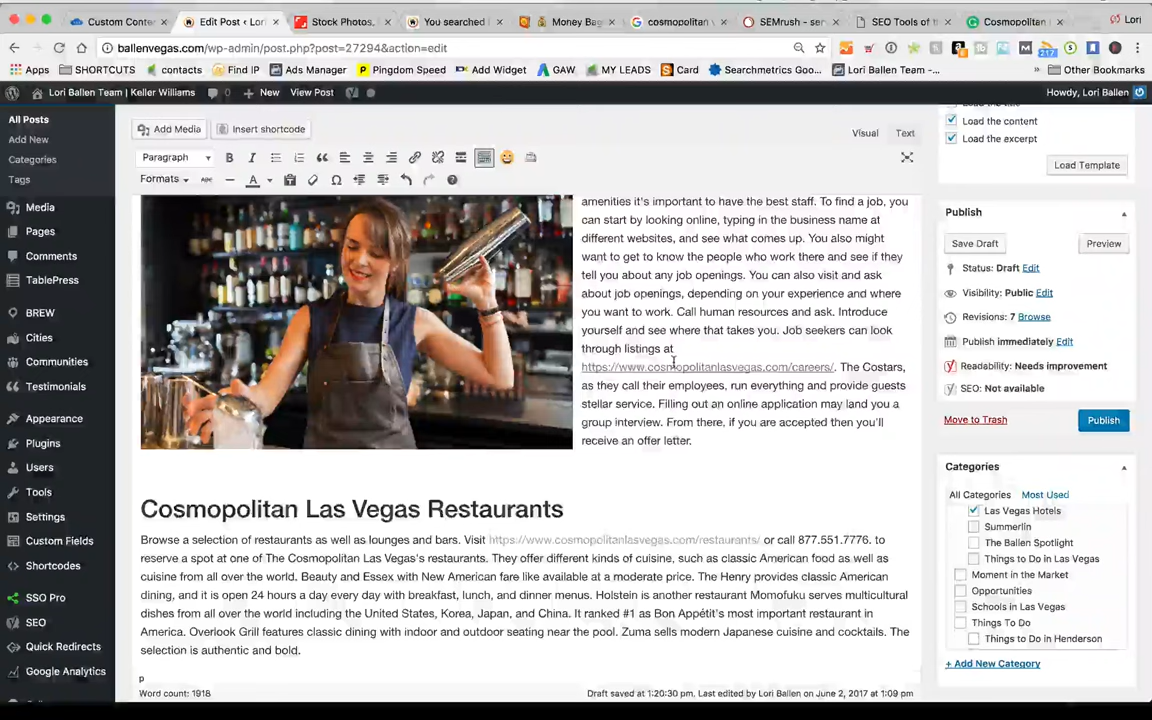 Custom Conte
Edit Post ‹ Lori
Stock Photos,
You searched
Money Bag
cosmopolitan
SEMrush - ser
SEO Tools of th
Cosmopolitan
Lori
ballenvegas.com/wp-admin/post.php?post=27294&action=edit
217
Apps
SHORTCUTS
contacts
Find IP
Ads Manager
Pingdom Speed
Add Widget
GAW
MY LEADS
Card
Searchmetrics Goo...
Lori Ballen Team -...
»
Other Bookmarks
Lori Ballen Team | Keller Williams
0
New
View Post
Howdy, Lori Ballen
All Posts
Add New
Categories
Tags
Media
Pages
Comments
TablePress
BREW
Cities
Communities
Testimonials
Appearance
Plugins
Users
Tools
Settings
Custom Fields
Shortcodes
SSO Pro
SEO
Quick Redirects
Google Analytics
Add Media
Insert shortcode
Visual
Text
Paragraph
B
I
Formats
ABC
A
Ω
amenities it's important to have the best staff. To find a job, you
can start by looking online, typing in the business name at
different websites, and see what comes up. You also might
want to get to know the people who work there and see if they
tell you about any job openings. You can also visit and ask
about job openings, depending on your experience and where
you want to work. Call human resources and ask. Introduce
yourself and see where that takes you. Job seekers can look
through listings at
https://www.cosmopolitanlasvegas.com/careers/. The Costars,
as they call their employees, run everything and provide guests
stellar service. Filling out an online application may land you a
group interview. From there, if you are accepted then you'll
receive an offer letter.
Cosmopolitan Las Vegas Restaurants
Browse a selection of restaurants as well as lounges and bars. Visit https://www.cosmopolitanlasvegas.com/restaurants/ or call 877.551.7776. to
reserve a spot at one of The Cosmopolitan Las Vegas's restaurants. They offer different kinds of cuisine, such as classic American food as well as
cuisine from all over the world. Beauty and Essex with New American fare like available at a moderate price. The Henry provides classic American
dining, and it is open 24 hours a day every day with breakfast, lunch, and dinner menus. Holstein is another restaurant Momofuku serves multicultural
dishes from all over the world including the United States, Korea, Japan, and China. It ranked #1 as Bon Appétit's most important restaurant in
America. Overlook Grill features classic dining with indoor and outdoor seating near the pool. Zuma sells modern Japanese cuisine and cocktails. The
selection is authentic and bold.
p
Word count: 1918
Draft saved at 1:20:30 pm. Last edited by Lori Ballen on June 2, 2017 at 1:09 pm
Load the content
Load the excerpt
Load Template
Publish
Save Draft
Preview
Status: Draft Edit
Visibility: Public Edit
Revisions: 7 Browse
Publish immediately Edit
Readability: Needs improvement
SEO: Not available
Move to Trash
Publish
Categories
All Categories
Most Used
Las Vegas Hotels
Summerlin
The Ballen Spotlight
Things to Do in Las Vegas
Moment in the Market
Opportunities
Schools in Las Vegas
Things To Do
Things to Do in Henderson
+ Add New Category